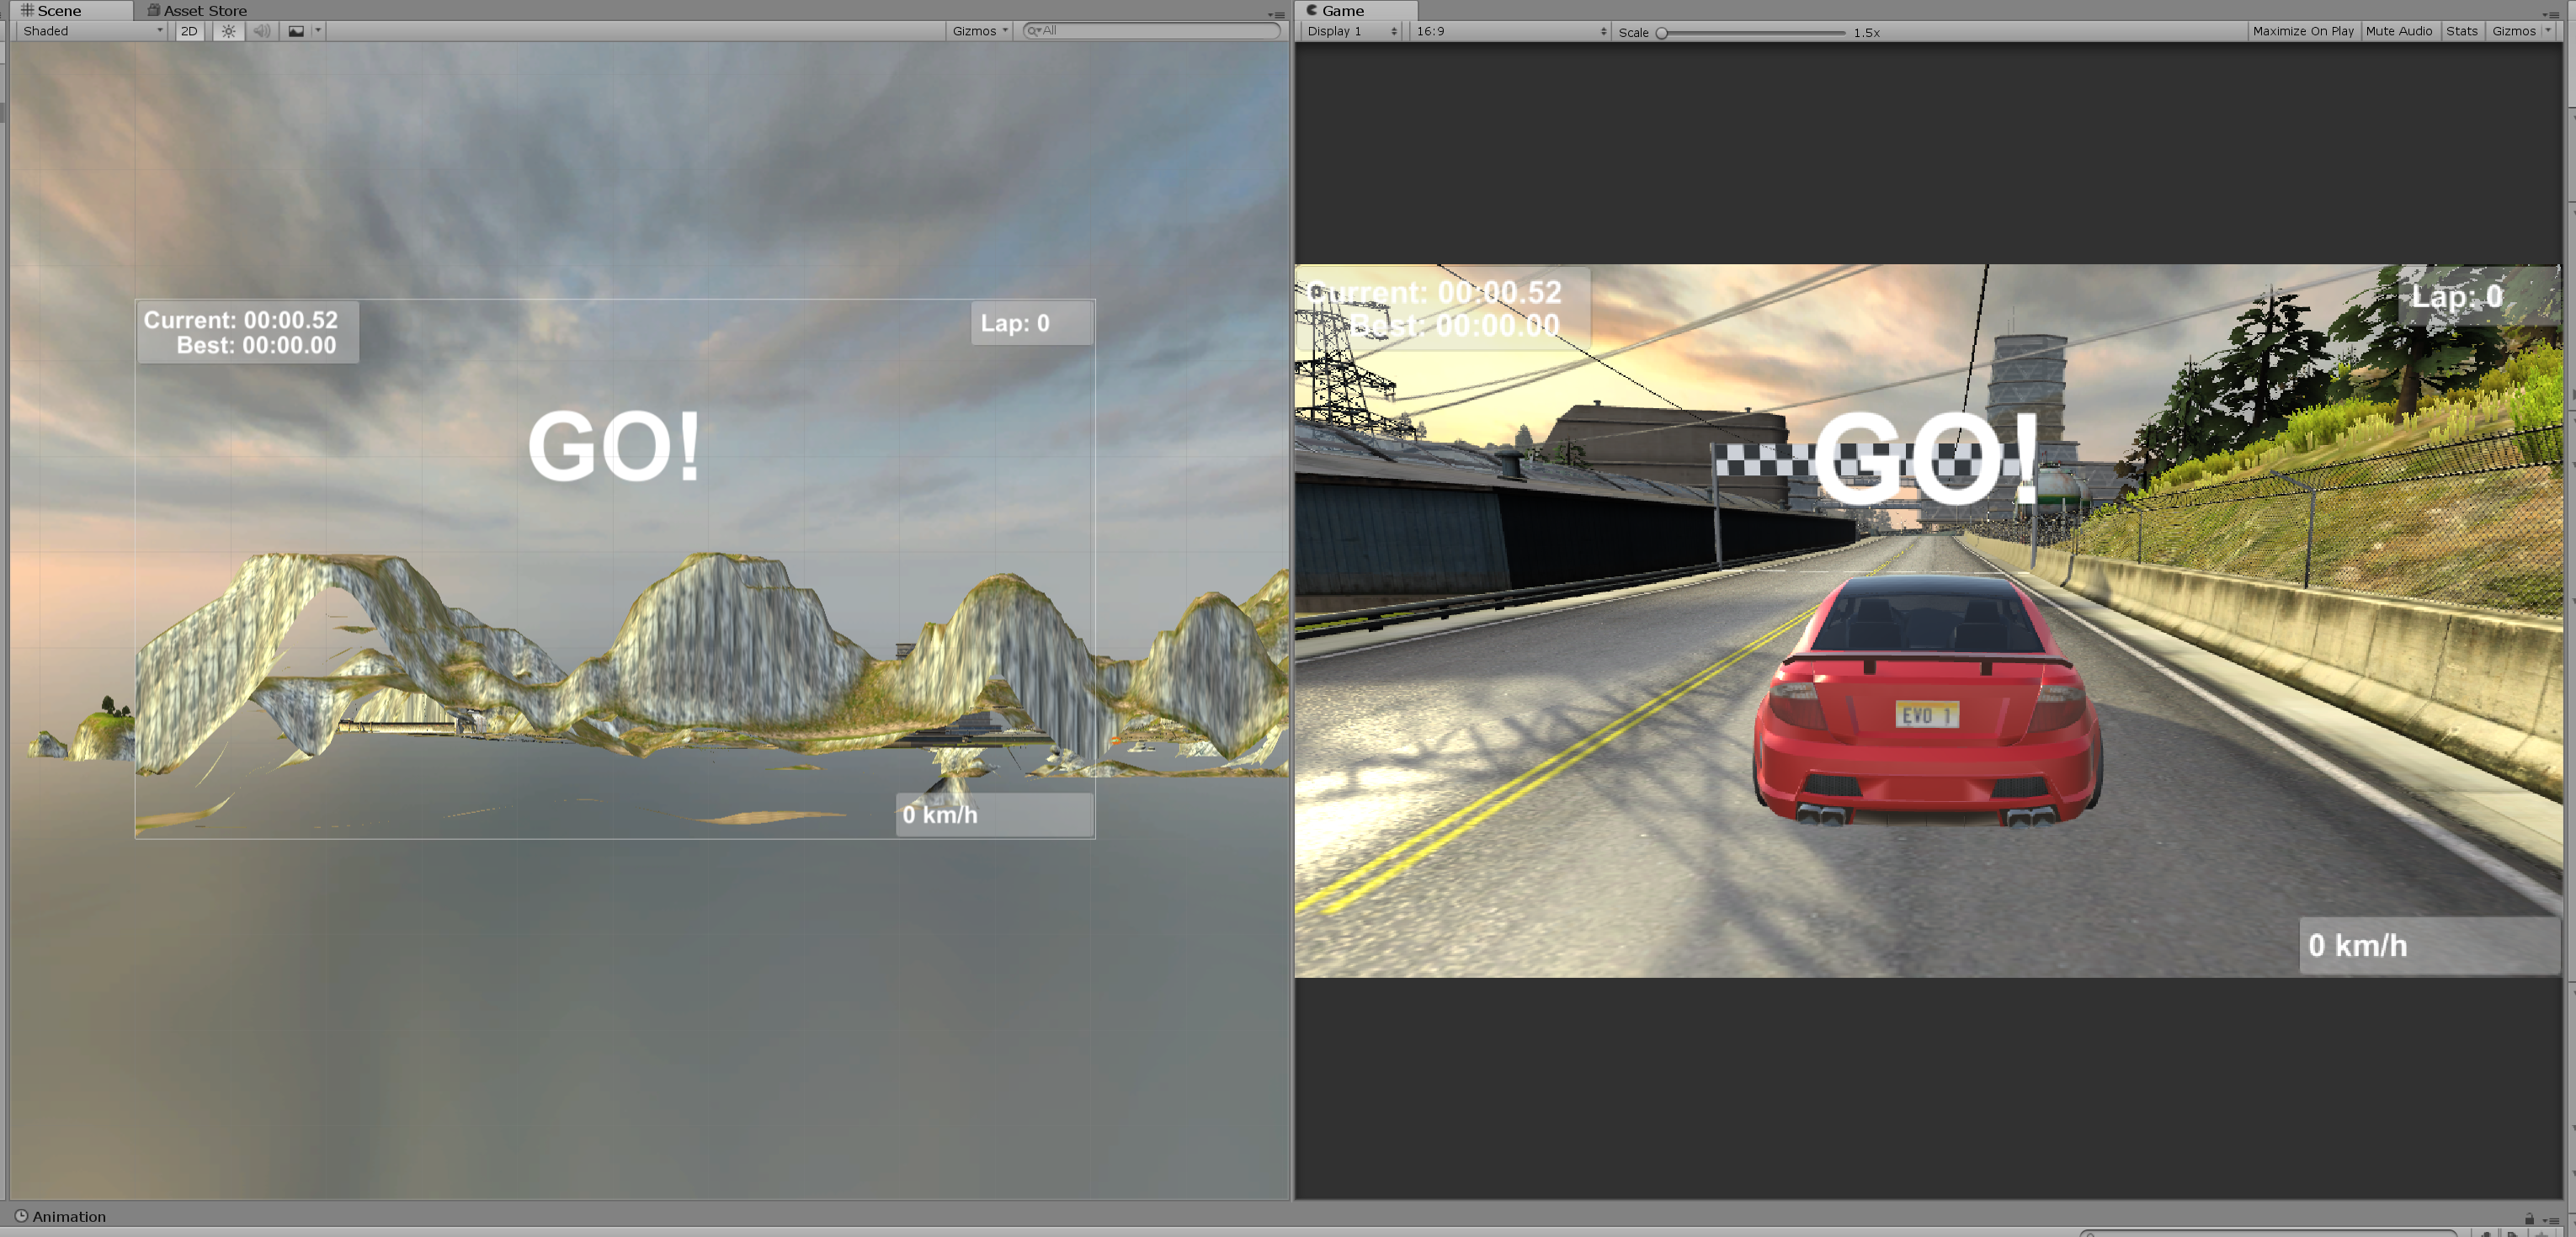 Scene
Asset Store
Shaded
2D
Gizmos
All
Current: 00:00.52
Best: 00:00.00
Lap: 0
GO!
0 km/h
Game
Display 1
16:9
Scale
1.5x
Maximize On Play
Mute Audio
Stats
Gizmos
Current: 00:00.52
Best: 00:00.00
Lap: 0
GO!
EVO 1
0 km/h
Animation